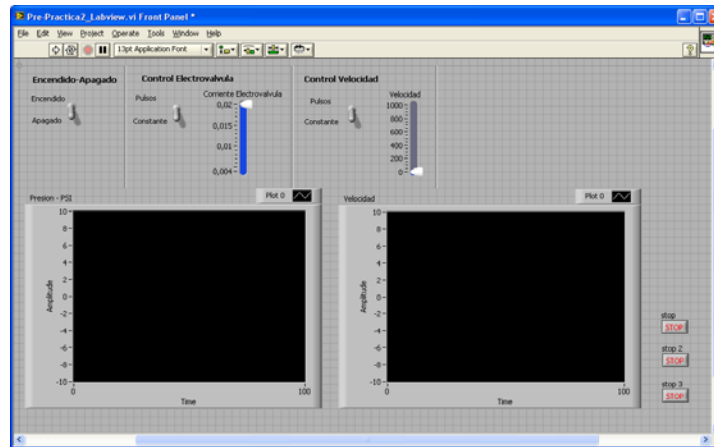 Pre-Practica2_Labview.vi Front Panel *
File Edit View Project Operate Tools Window Help
13pt Application Font
Encendido-Apagado
Encendido
Apagado
Control Electrovalvula
Pulsos
Constante
Corriente Electrovalvula
0,02
0,015
0,01
0,004
Control Velocidad
Pulsos
Constante
Velocidad
1000
800
600
400
200
0
Presion - PSI
Plot 0
10
8
6
4
2
0
-2
-4
-6
-8
-10
Amplitude
0
100
Time
Velocidad
Plot 0
10
8
6
4
2
0
-2
-4
-6
-8
-10
Amplitude
0
100
Time
stop
STOP
stop 2
STOP
stop 3
STOP